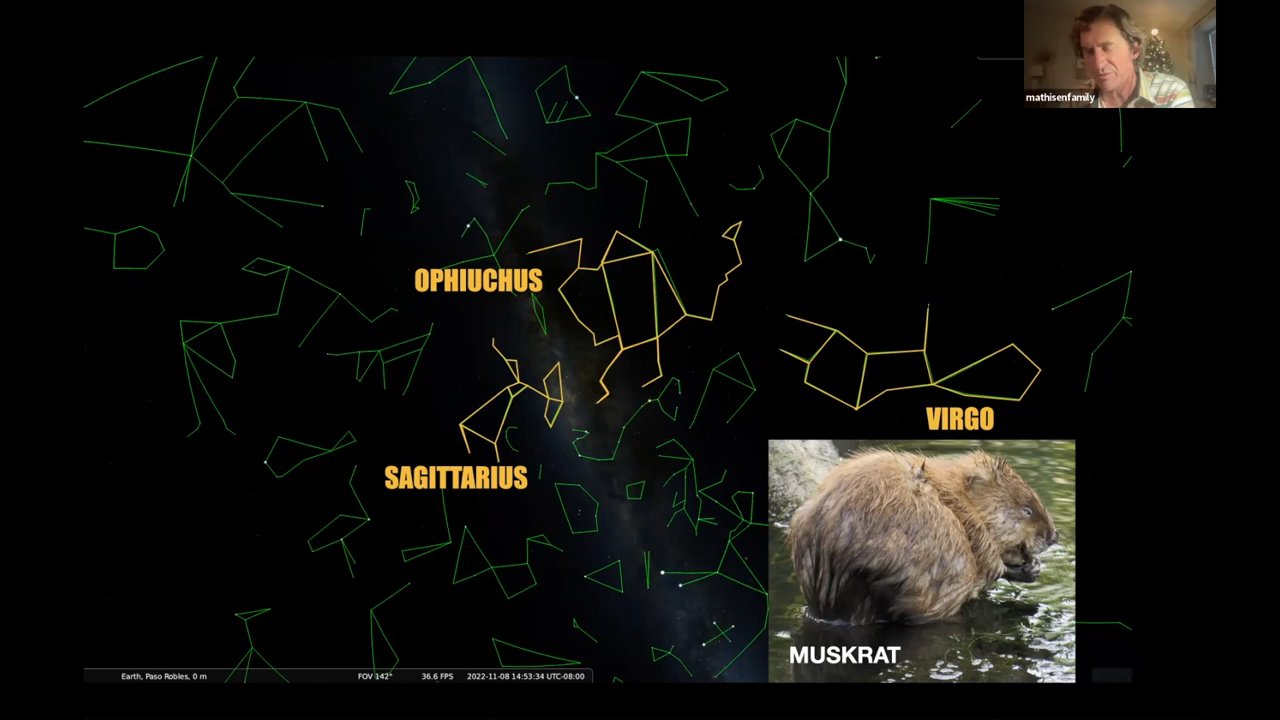 mathisenfamily
OPHIUCHUS
SAGITTARIUS
VIRGO
MUSKRAT
Earth, Paso Robles, 0 m FOV 142° 36.6 FPS 2022-11-08 14:53:34 UTC-08:00